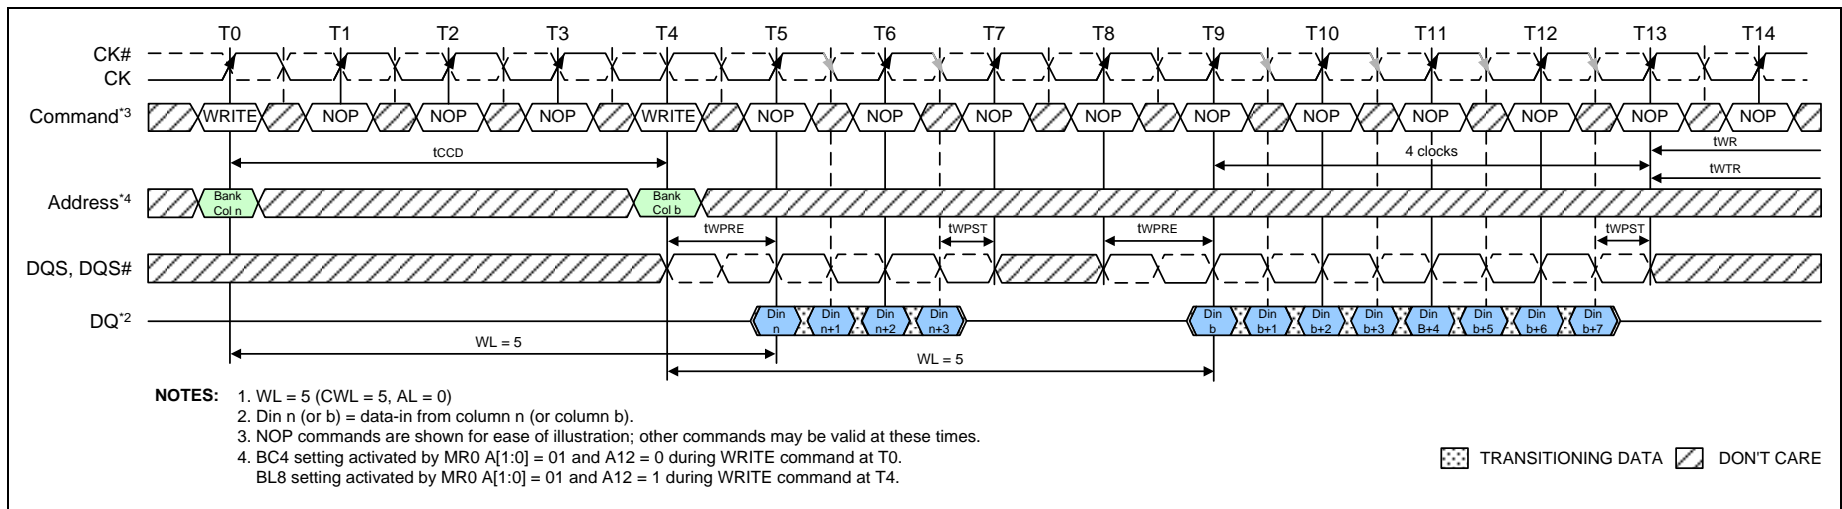 T0 T1 T2 T3 T4 T5 T6 T7 T8 T9 T10 T11 T12 T13 T14
CK#
CK
Command*3 WRITE NOP NOP NOP WRITE NOP NOP NOP NOP NOP NOP NOP NOP NOP NOP
tCCD 4 clocks tWR
tWTR
Address*4 Bank Col n Bank Col b
tWPRE tWPST tWPRE tWPST
DQS, DQS#
DQ*2 Din n Din n+1 Din n+2 Din n+3 Din b Din b+1 Din b+2 Din b+3 Din B+4 Din b+5 Din b+6 Din b+7
WL = 5 WL = 5
NOTES: 1. WL = 5 (CWL = 5, AL = 0)
2. Din n (or b) = data-in from column n (or column b).
3. NOP commands are shown for ease of illustration; other commands may be valid at these times.
4. BC4 setting activated by MR0 A[1:0] = 01 and A12 = 0 during WRITE command at T0.
BL8 setting activated by MR0 A[1:0] = 01 and A12 = 1 during WRITE command at T4.
TRANSITIONING DATA DON'T CARE